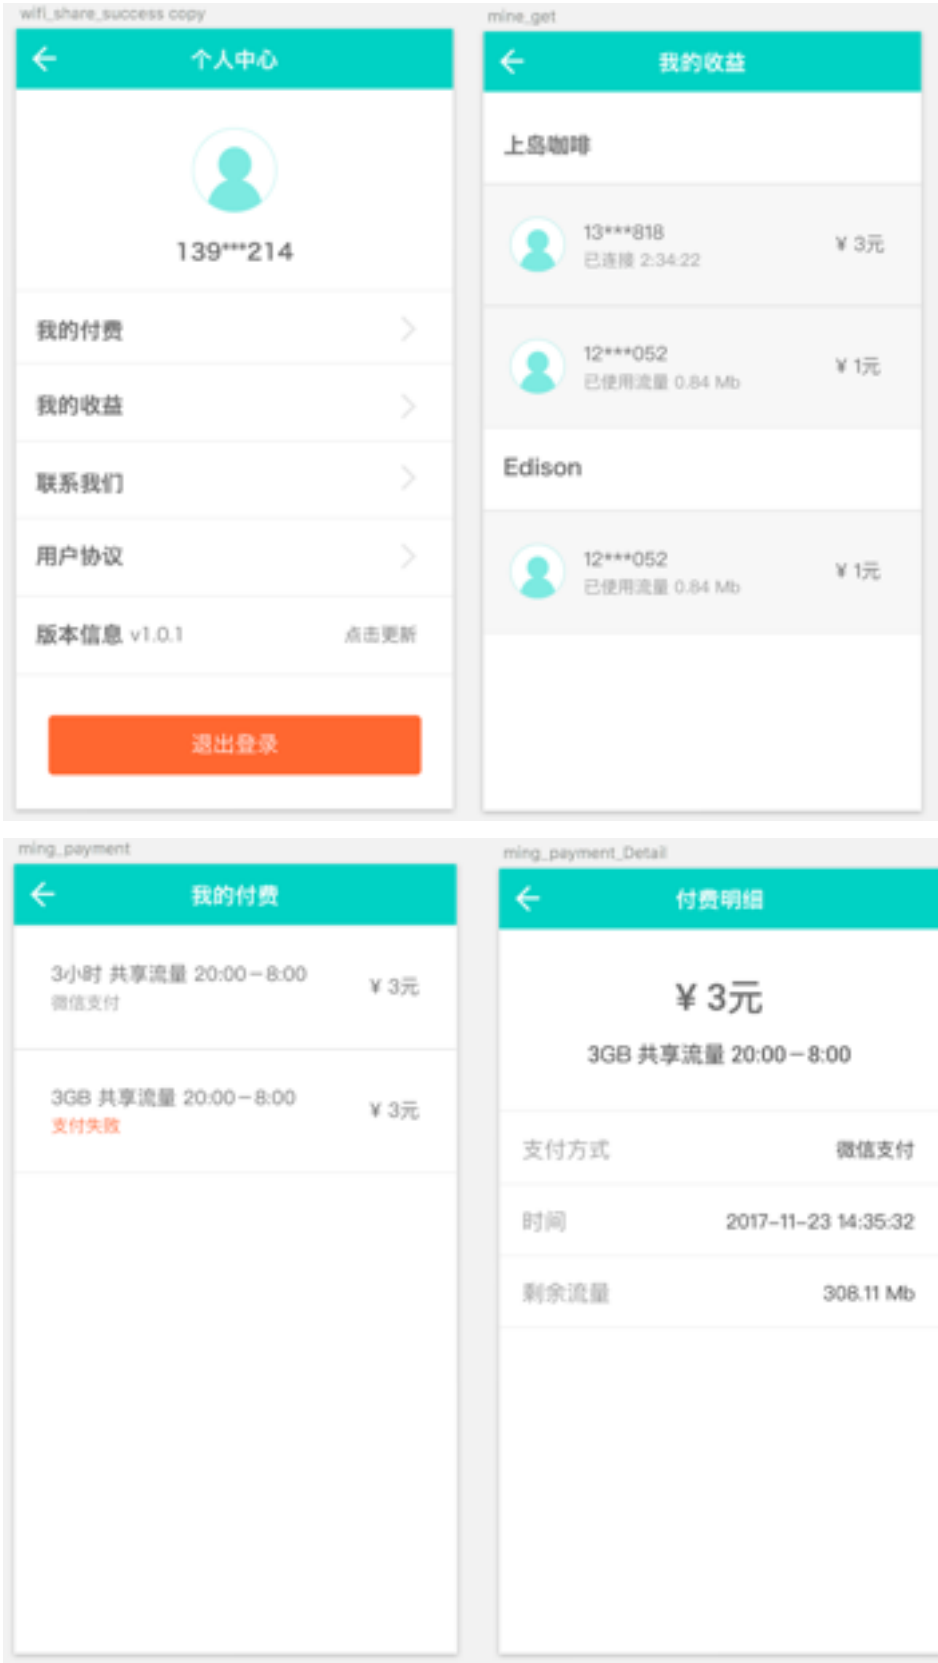 wifi_share_success copy
个人中心
139***214
我的付费
我的收益
联系我们
用户协议
版本信息 v1.0.1 点击更新
退出登录
mine_get
我的收益
上岛咖啡
13***818
已连接 2:34:22
¥ 3元
12***052
已使用流量 0.84 Mb
¥ 1元
Edison
12***052
已使用流量 0.84 Mb
¥ 1元
ming_payment
我的付费
3小时 共享流量 20:00－8:00
微信支付
¥ 3元
3GB 共享流量 20:00－8:00
支付失败
¥ 3元
ming_payment_Detail
付费明细
¥ 3元
3GB 共享流量 20:00－8:00
支付方式 微信支付
时间 2017-11-23 14:35:32
剩余流量 308.11 Mb